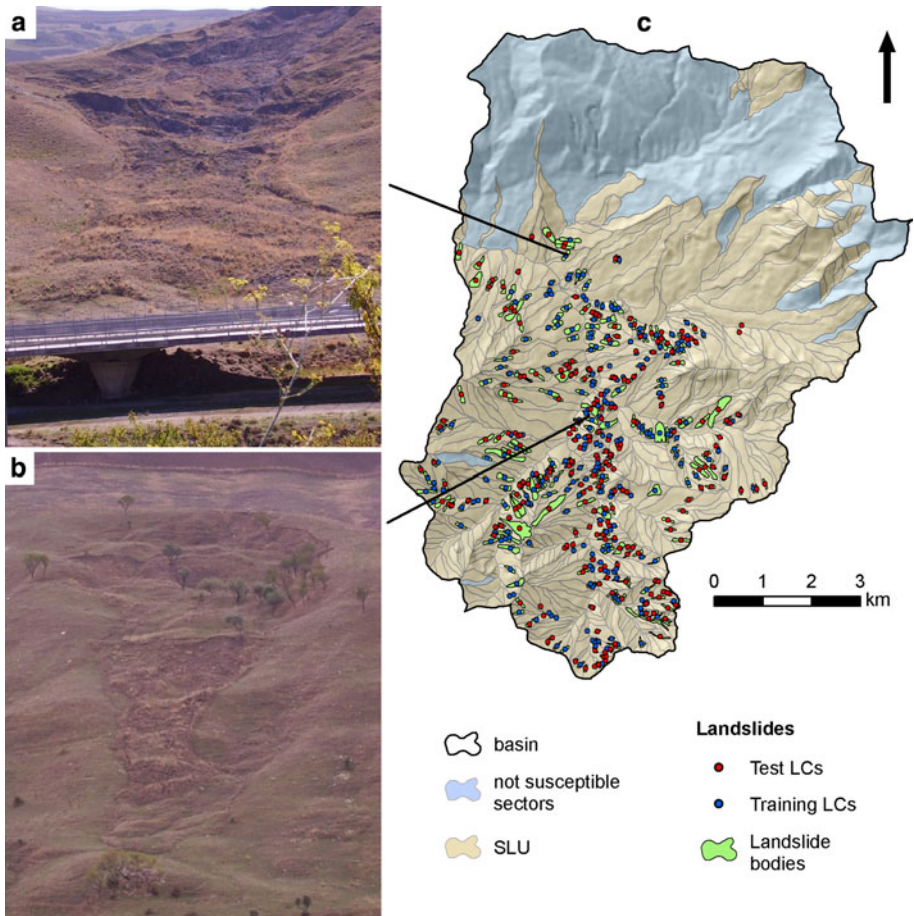 a
c
b
0 1 2 3
km
basin
not susceptible
sectors
SLU
Landslides
Test LCs
Training LCs
Landslide
bodies